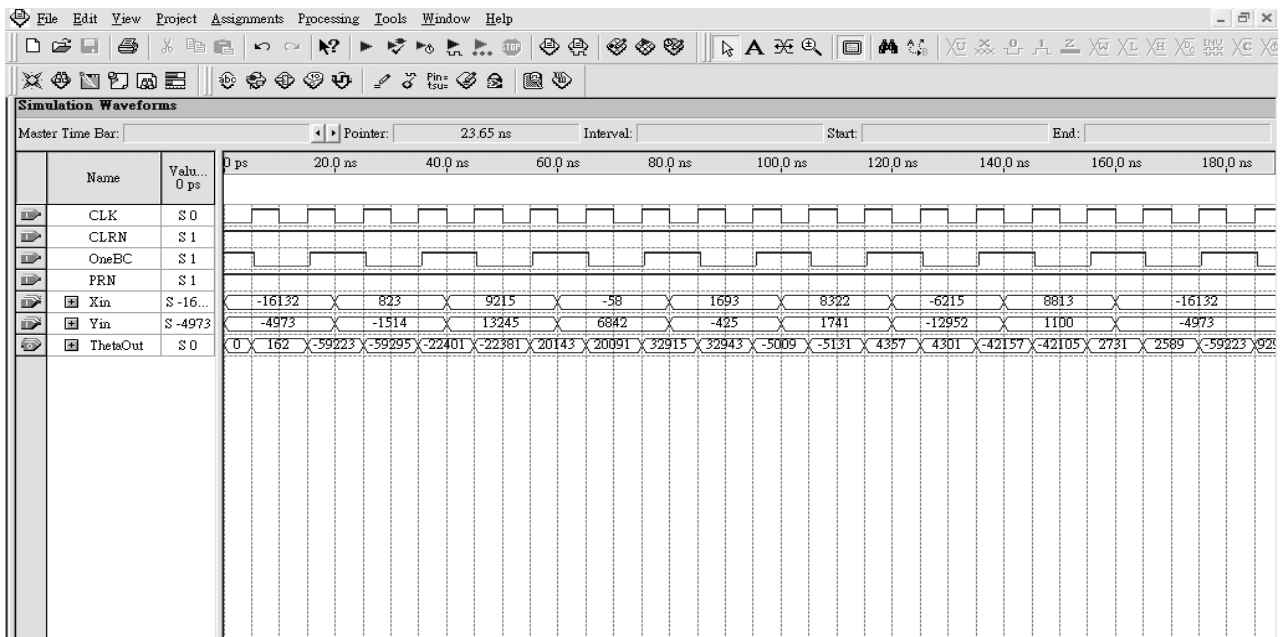 File Edit View Project Assignments Processing Tools Window Help
Simulation Waveforms
Master Time Bar: Pointer: 23.65 ns Interval: Start: End:
Name Valu... 0 ps
0 ps 20.0 ns 40.0 ns 60.0 ns 80.0 ns 100.0 ns 120.0 ns 140.0 ns 160.0 ns 180.0 ns
CLK S 0
CLRN S 1
OneBC S 1
PRN S 1
Xin S -16... -16132 823 9215 -58 1693 8322 -6215 8813 -16132
Yin S -4973 -4973 -1514 13245 6842 -425 1741 -12952 1100 -4973
ThetaOut S 0 0 162 -59223 -59295 -22401 -22381 20143 20091 32915 32943 -5009 -5131 4357 4301 -42157 -42105 2731 2589 -59223